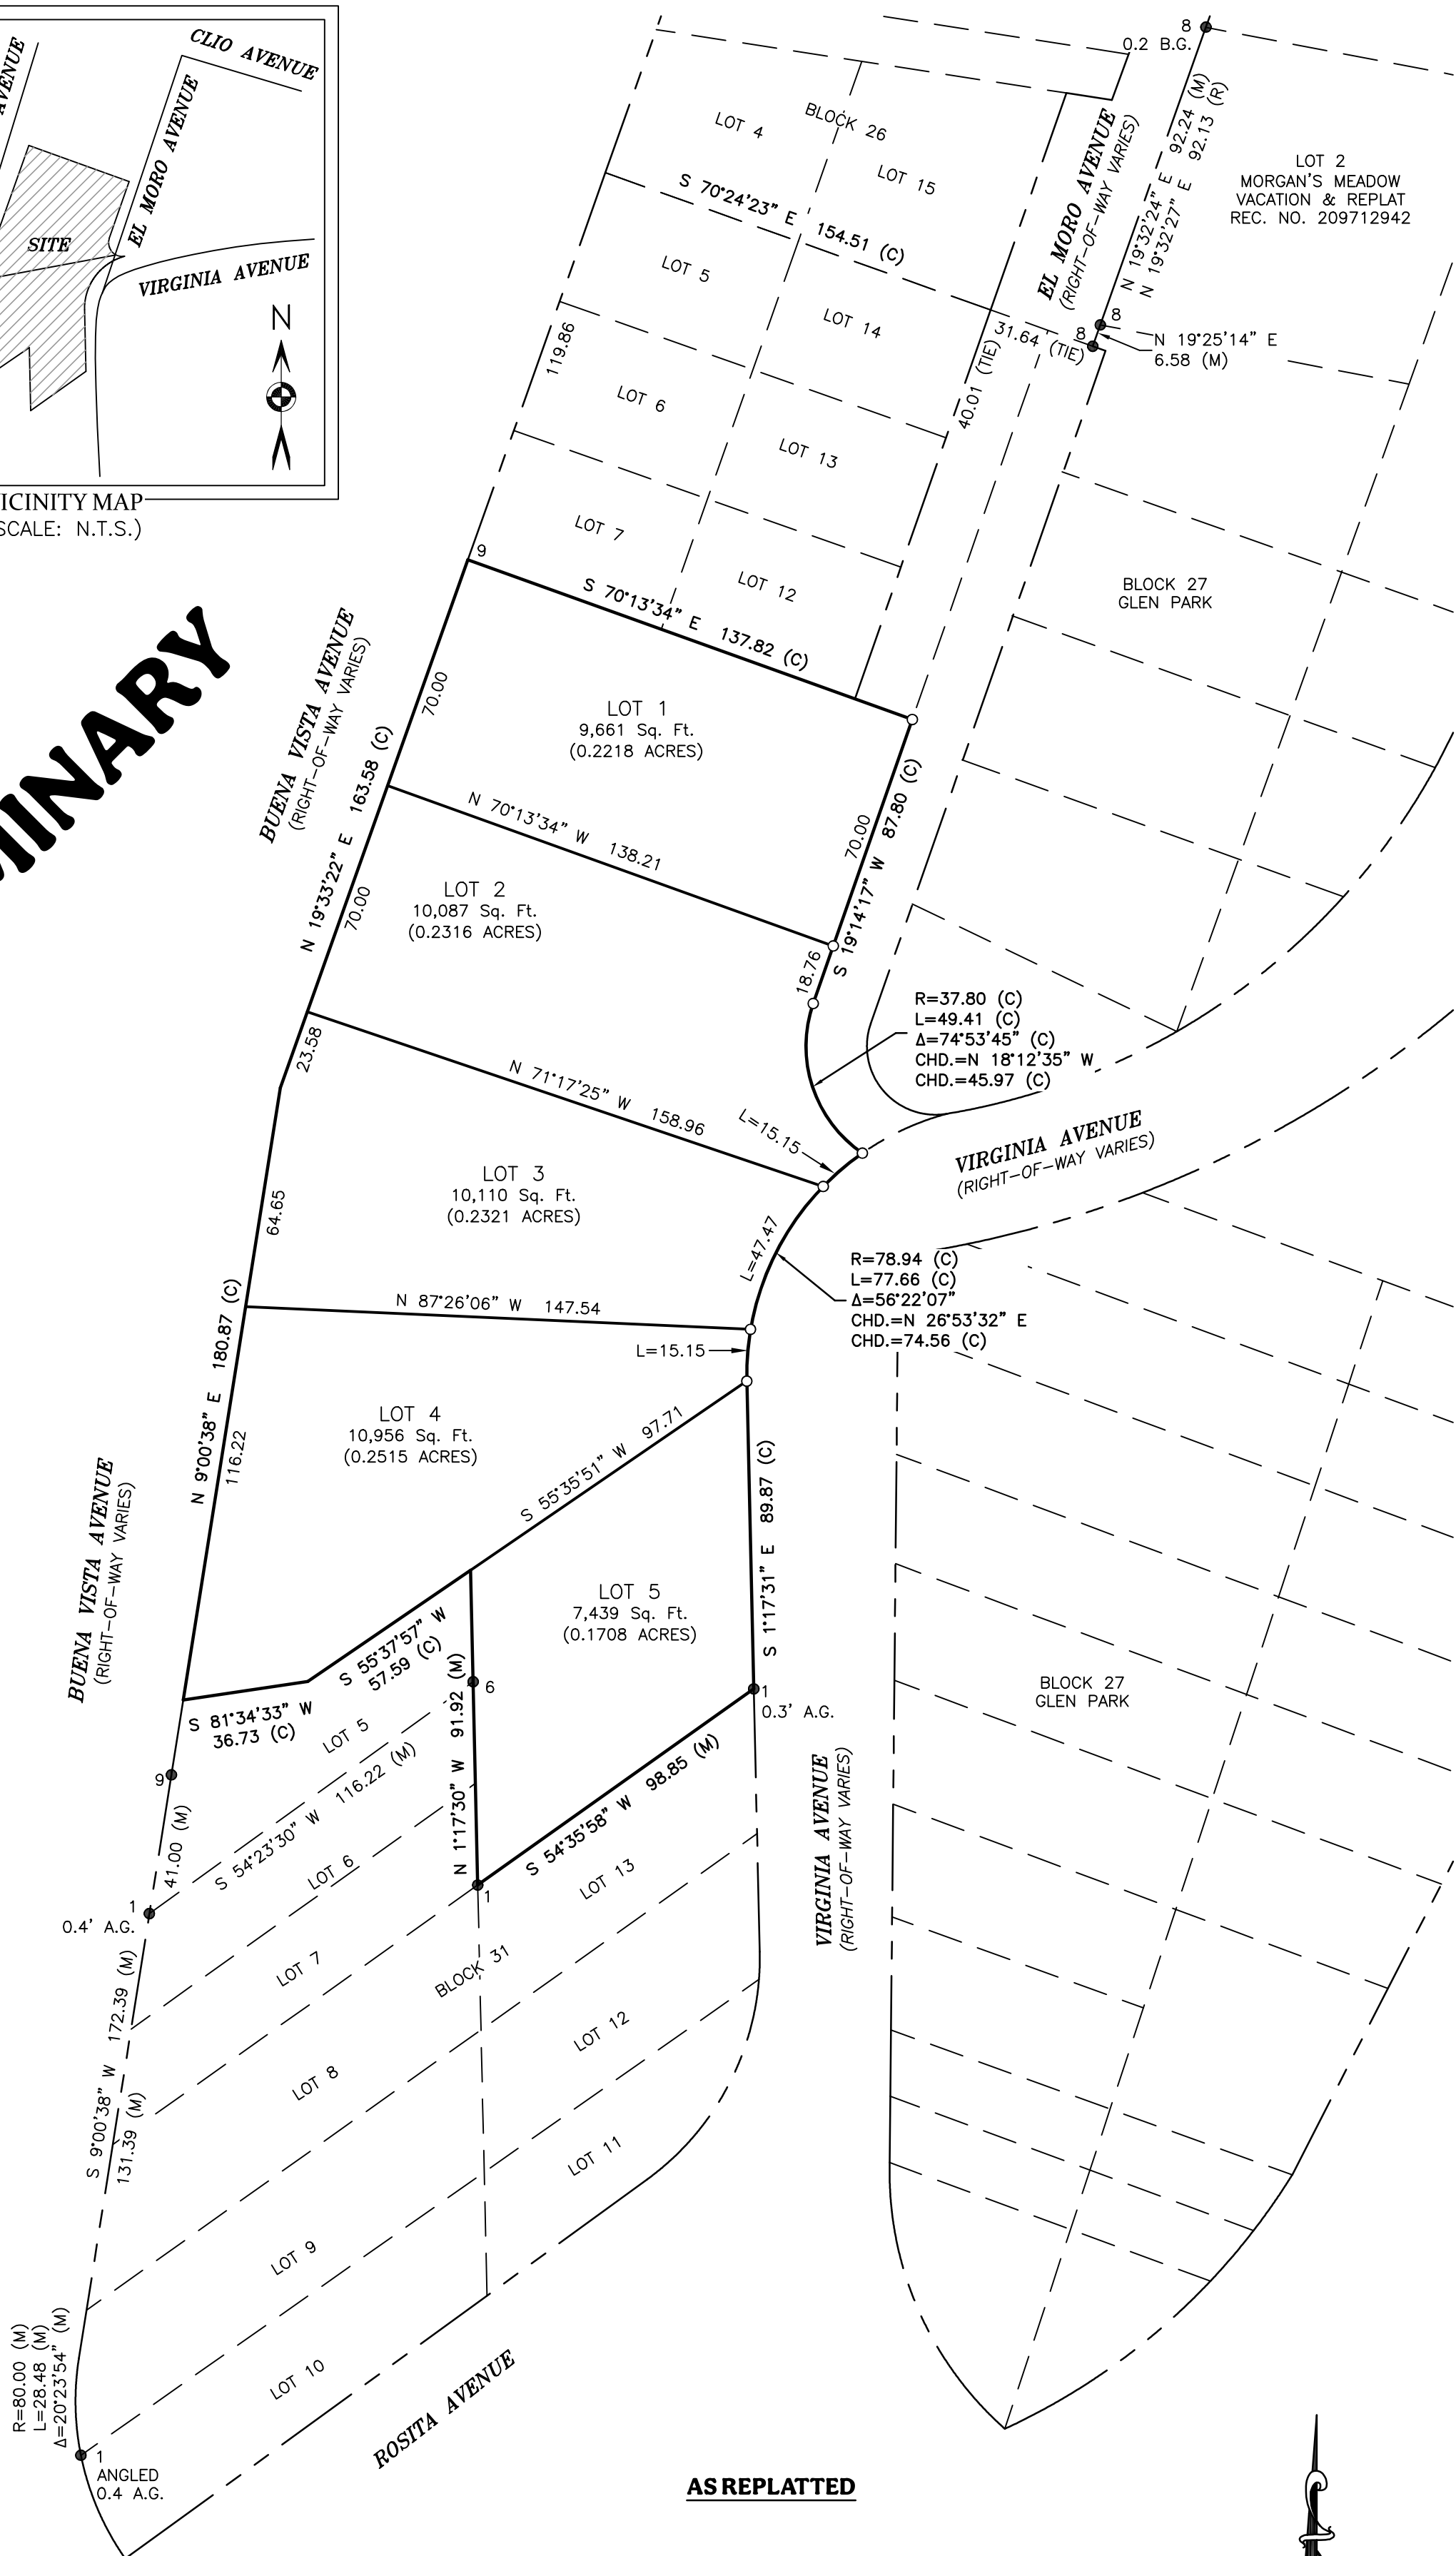 CLIO AVENUE
AVENUE
EL MORO AVENUE
SITE
VIRGINIA AVENUE
N
ICINITY MAP
SCALE: N.T.S.)
MINARY
8
0.2 B.G.
LOT 4
BLOCK 26
LOT 15
S 70°24'23" E 154.51 (C)
EL MORO AVENUE
(RIGHT-OF-WAY VARIES)
N 19°32'24" E 92.24 (M)
N 19°32'27" E 92.13 (R)
LOT 2
MORGAN'S MEADOW
VACATION & REPLAT
REC. NO. 209712942
LOT 5
LOT 14
31.64 (TIE)
8
8
N 19°25'14" E
6.58 (M)
119.86
40.01 (TIE)
LOT 6
LOT 13
LOT 7
LOT 12
9
S 70°13'34" E 137.82 (C)
BLOCK 27
GLEN PARK
BUENA VISTA AVENUE
(RIGHT-OF-WAY VARIES)
70.00
LOT 1
9,661 Sq. Ft.
(0.2218 ACRES)
N 19°33'22" E 163.58 (C)
N 70°13'34" W 138.21
70.00
S 19°14'17" W 87.80 (C)
70.00
LOT 2
10,087 Sq. Ft.
(0.2316 ACRES)
18.76
R=37.80 (C)
L=49.41 (C)
Δ=74°53'45" (C)
CHD.=N 18°12'35" W
CHD.=45.97 (C)
23.58
N 71°17'25" W 158.96
L=15.15
VIRGINIA AVENUE
(RIGHT-OF-WAY VARIES)
LOT 3
10,110 Sq. Ft.
(0.2321 ACRES)
64.65
L=47.47
R=78.94 (C)
L=77.66 (C)
Δ=56°22'07"
CHD.=N 26°53'32" E
CHD.=74.56 (C)
N 87°26'06" W 147.54
L=15.15
N 9°00'38" E 180.87 (C)
116.22
LOT 4
10,956 Sq. Ft.
(0.2515 ACRES)
S 55°35'51" W 97.71
S 1°17'31" E 89.87 (C)
BUENA VISTA AVENUE
(RIGHT-OF-WAY VARIES)
LOT 5
7,439 Sq. Ft.
(0.1708 ACRES)
S 55°37'57" W
57.59 (C)
S 81°34'33" W
36.73 (C)
6
N 1°17'30" W 91.92 (M)
1
0.3' A.G.
BLOCK 27
GLEN PARK
LOT 5
9
S 54°23'30" W 116.22 (M)
41.00 (M)
S 54°35'58" W 98.85 (M)
VIRGINIA AVENUE
(RIGHT-OF-WAY VARIES)
LOT 6
1
LOT 13
1
0.4' A.G.
LOT 7
BLOCK 31
S 9°00'38" W 172.39 (M)
131.39 (M)
LOT 12
LOT 8
LOT 11
LOT 9
R=80.00 (M)
L=28.48 (M)
Δ=20°23'54" (M)
LOT 10
ROSITA AVENUE
1
ANGLED
0.4 A.G.
AS REPLATTED